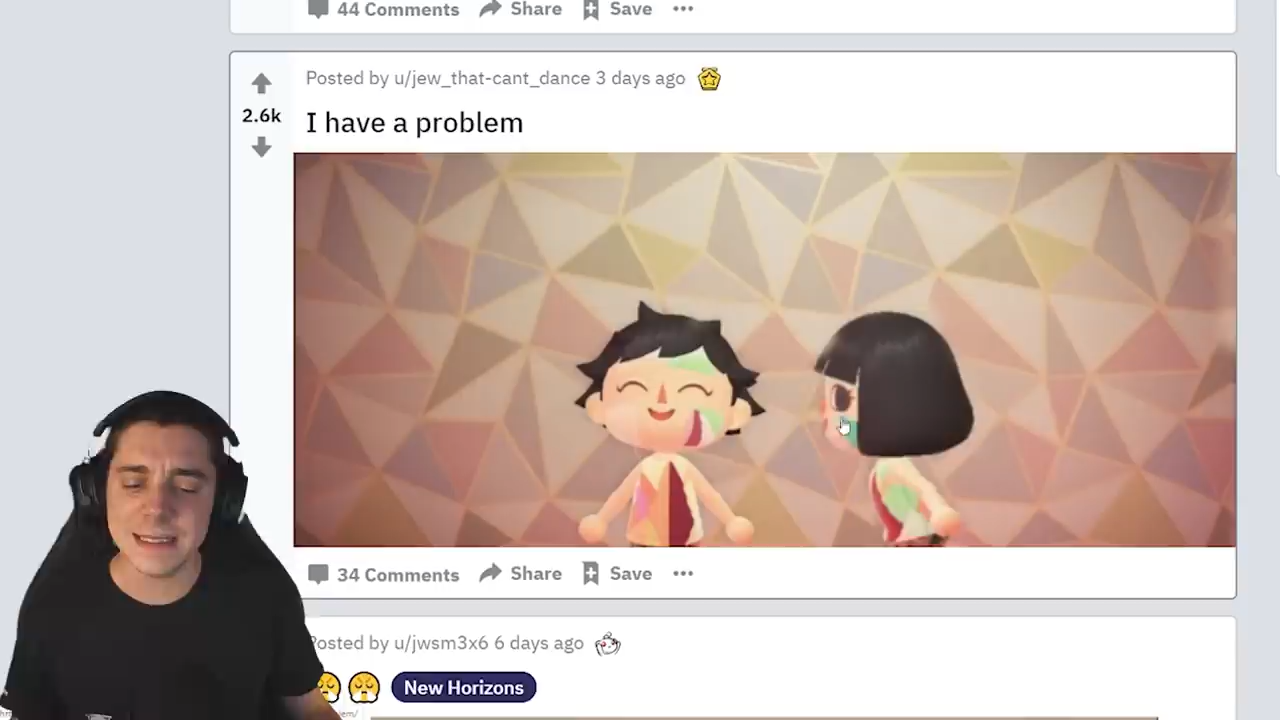 44 Comments Share Save
Posted by u/jew_that-cant_dance 3 days ago
2.6k
I have a problem
34 Comments Share Save
Posted by u/jwsm3x6 6 days ago
New Horizons